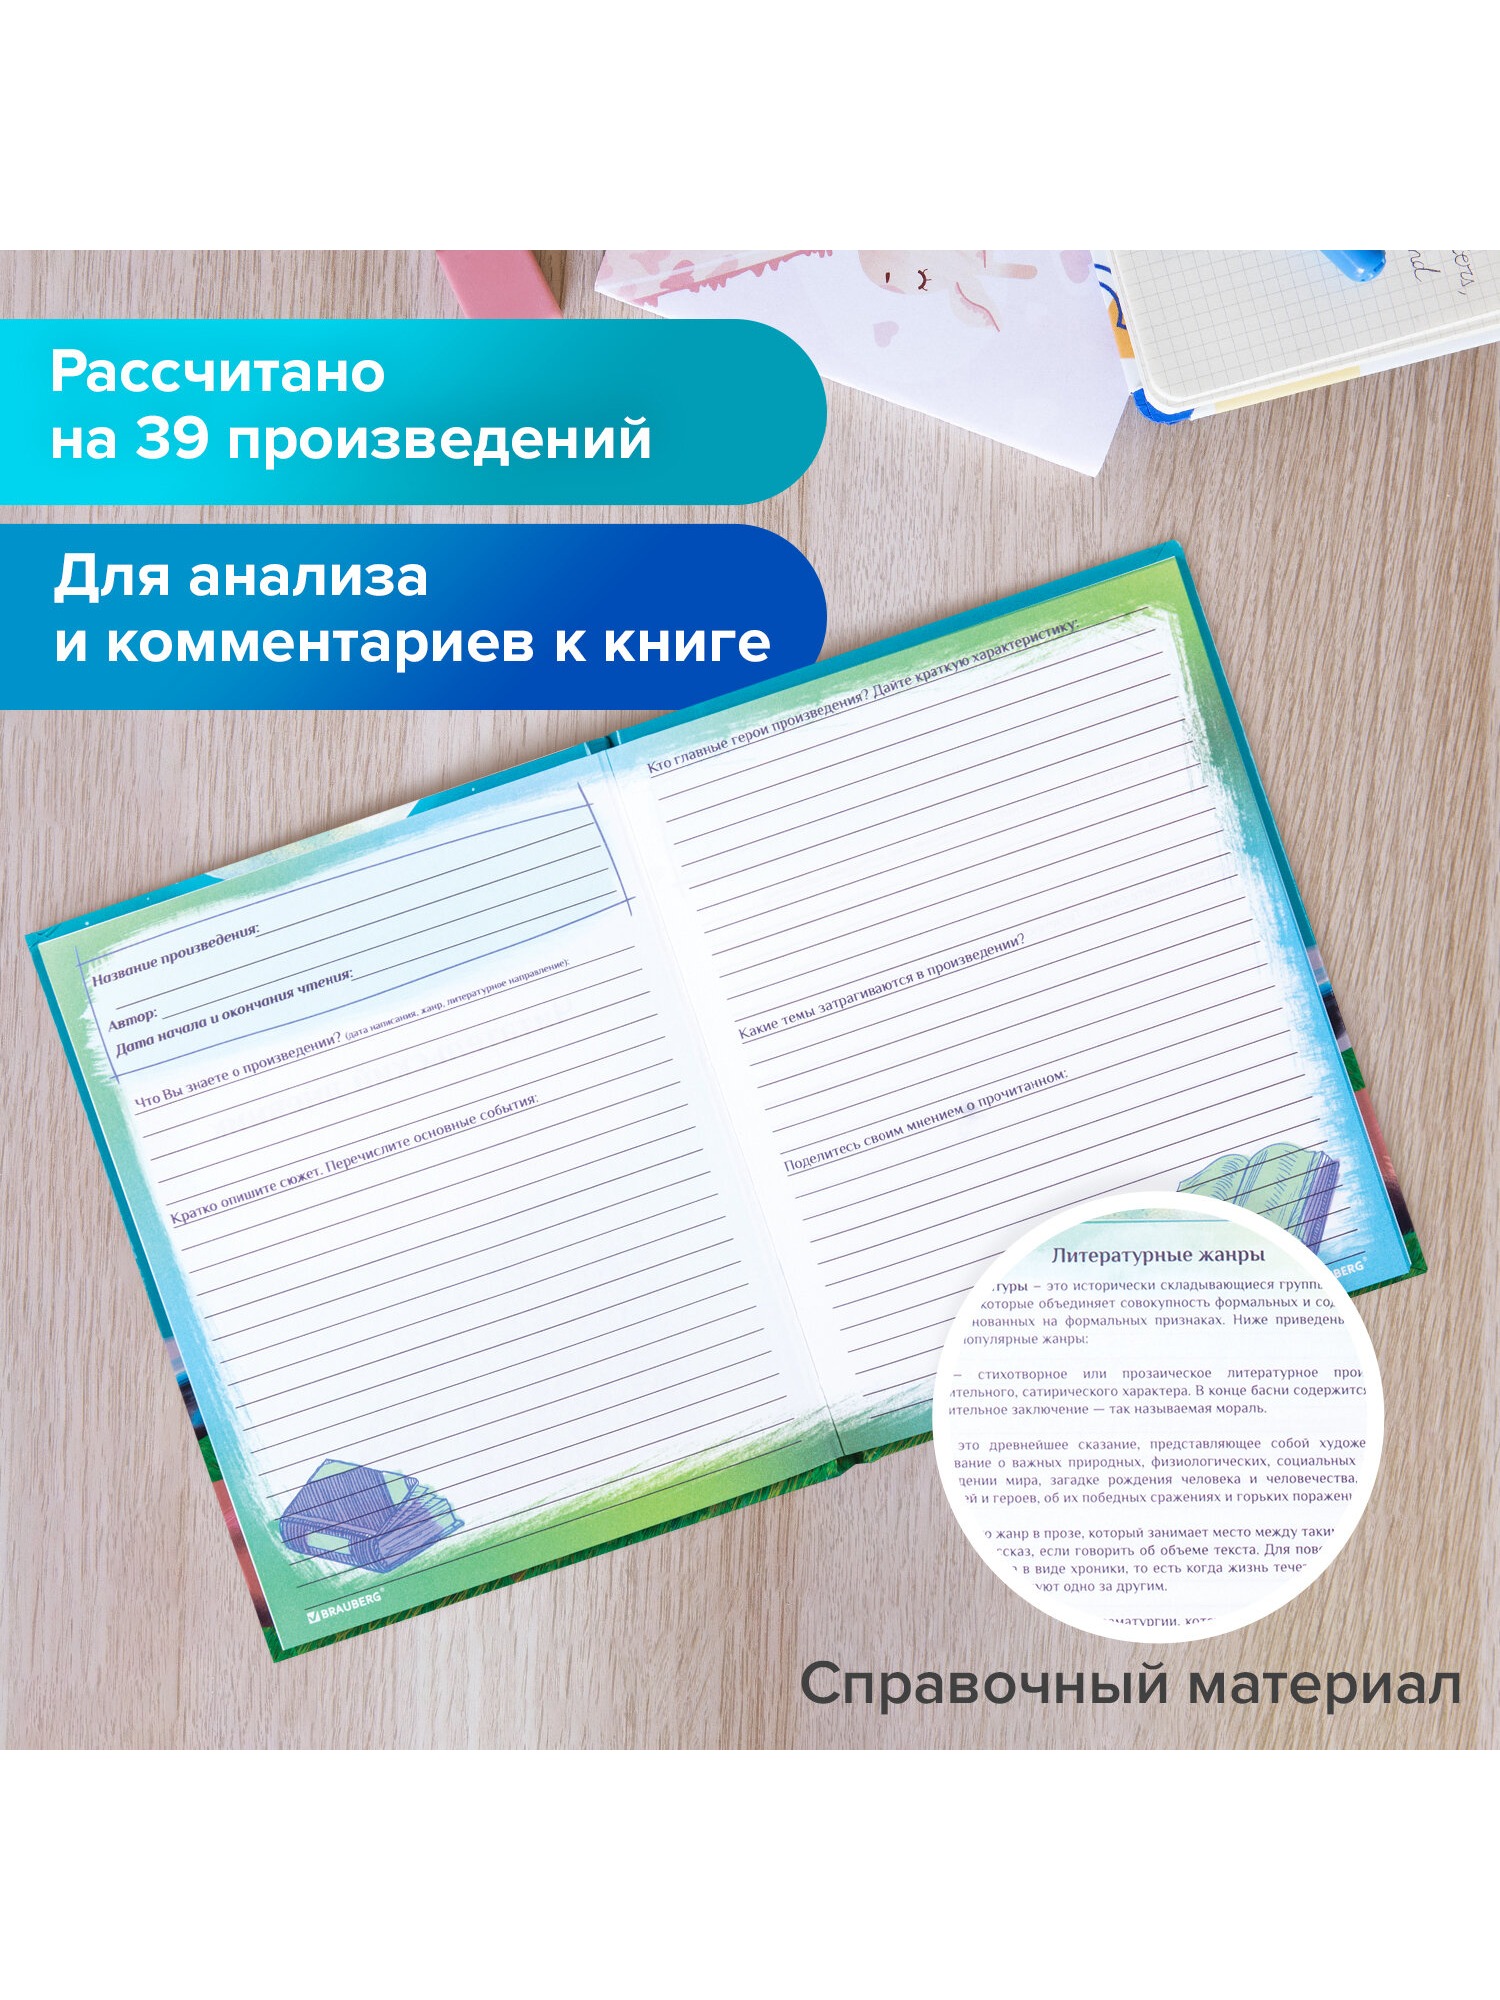 Рассчитано
на 39 произведений
Для анализа
и комментариев к книге
Название произведения:
Автор:
Дата начала и окончания чтения:
Что Вы знаете о произведении? (дата написания, жанр, литературное направление):
Кратко опишите сюжет. Перечислите основные события:
BRAUBERG®
Кто главные герои произведения? Дайте краткую характеристику:
Какие темы затрагиваются в произведении?
Поделитесь своим мнением о прочитанном:
Литературные жанры
– это исторически складывающиеся
которые объединяет совокупность формальных и
на формальных признаках. Ниже
популярные жанры:
– стихотворное или прозаическое литературное
сатирического характера. В конце басни содержится
заключение — так называемая мораль.
это древнейшее сказание, представляющее собой
о важных природных, физиологических, социальных
мира, загадке рождения человека и человечества,
и героев, об их победных сражениях и горьких
жанр в прозе, который занимает место между
если говорить об объеме текста. Для
в виде хроники, то есть когда жизнь
одно за другим.
Справочный материал